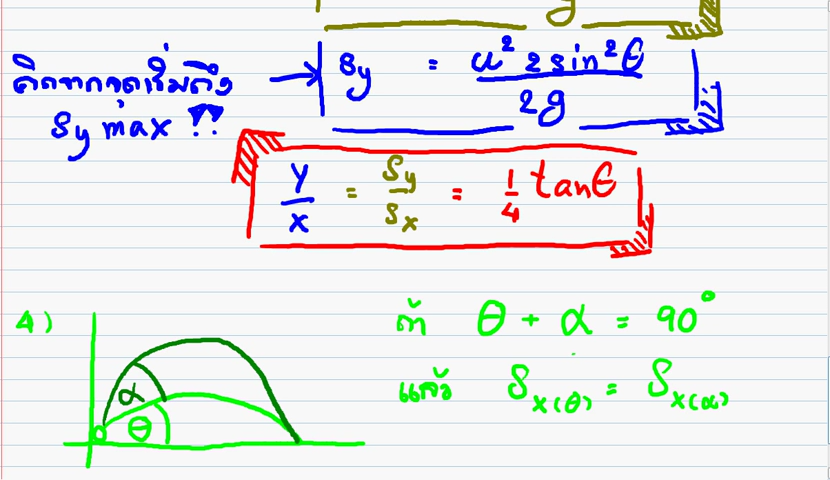 g
คิดจากจุดเริ่มถึง → Sy = u² 2 sin²θ / 2g
Sy max !!
Y/X = Sy/Sx = 1/4 tanθ
4) ถ้า θ + α = 90°
แล้ว Sx(θ) = Sx(α)
α
θ